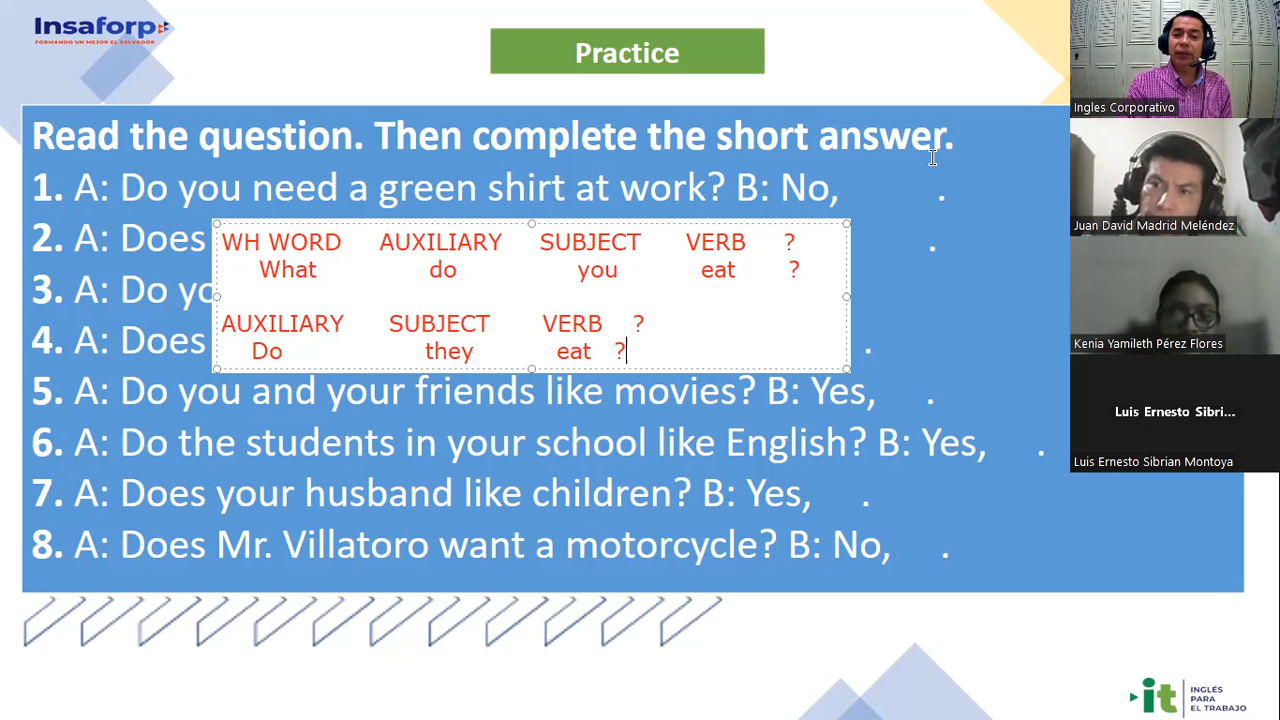 Insaforp
FORMANDO UN MEJOR EL SALVADOR
Practice
Read the question. Then complete the short answer.
1. A: Do you need a green shirt at work? B: No, .
2. A: Does .
3. A: Do yo
4. A: Does .
5. A: Do you and your friends like movies? B: Yes, .
6. A: Do the students in your school like English? B: Yes, .
7. A: Does your husband like children? B: Yes, .
8. A: Does Mr. Villatoro want a motorcycle? B: No, .
WH WORD AUXILIARY SUBJECT VERB ?
What do you eat ?
AUXILIARY SUBJECT VERB ?
Do they eat ?
Ingles Corporativo
Juan David Madrid Meléndez
Kenia Yamileth Pérez Flores
Luis Ernesto Sibri...
Luis Ernesto Sibrian Montoya
it
INGLÉS
PARA
EL TRABAJO